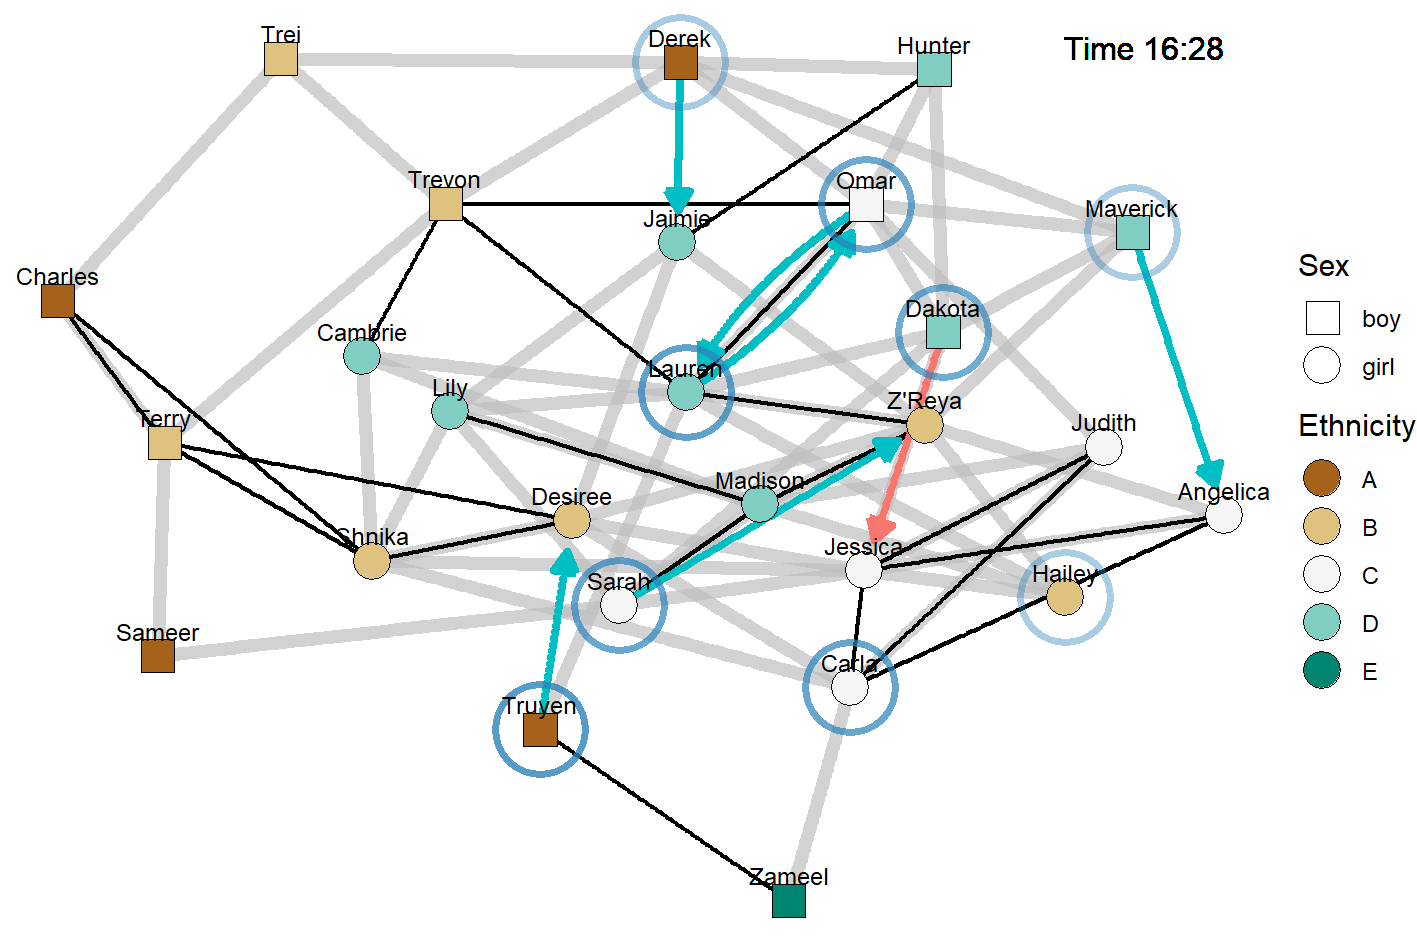 Trei
Derek
Hunter
Time 16:28
Trevon
Omar
Jaimie
Maverick
Charles
Sex
boy
girl
Dakota
Cambrie
Lauren
Lily
Z'Reya
Terry
Judith
Ethnicity
A
B
C
D
E
Madison
Desiree
Angelica
Shnika
Jessica
Sarah
Hailey
Sameer
Carla
Truyen
Zameel